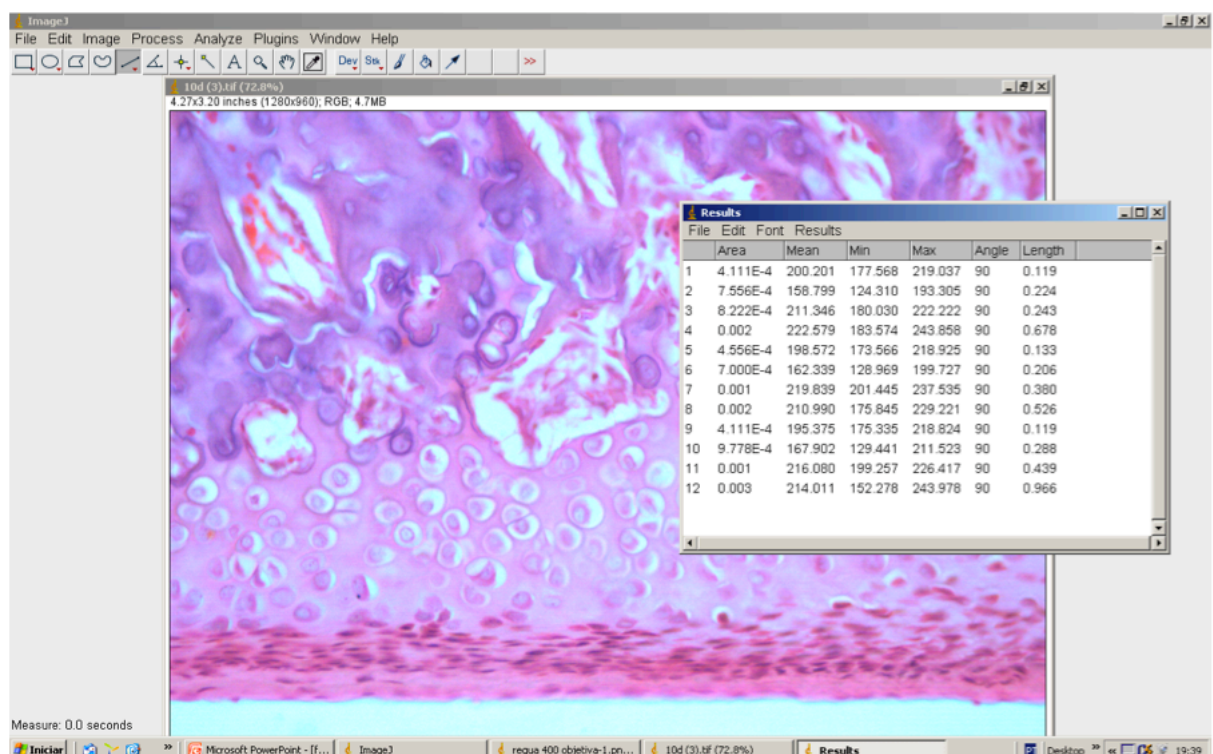 ImageJ
File Edit Image Process Analyze Plugins Window Help
A Dev Stk >>
10d (3).tif (72.8%)
4.27x3.20 inches (1280x960); RGB; 4.7MB
Results
File Edit Font Results
Area Mean Min Max Angle Length
1 4.111E-4 200.201 177.568 219.037 90 0.119
2 7.556E-4 158.799 124.310 193.305 90 0.224
3 8.222E-4 211.346 180.030 222.222 90 0.243
4 0.002 222.579 183.574 243.858 90 0.678
5 4.556E-4 198.572 173.566 218.925 90 0.133
6 7.000E-4 162.339 128.969 199.727 90 0.206
7 0.001 219.839 201.445 237.535 90 0.380
8 0.002 210.990 175.845 229.221 90 0.526
9 4.111E-4 195.375 175.335 218.824 90 0.119
10 9.778E-4 167.902 129.441 211.523 90 0.288
11 0.001 216.080 199.257 226.417 90 0.439
12 0.003 214.011 152.278 243.978 90 0.966
Measure: 0.0 seconds
Iniciar » Microsoft PowerPoint - [f... ImageJ regua 400 objetiva-1.pn... 10d (3).tif (72.8%) Results Desktop » « 19:39